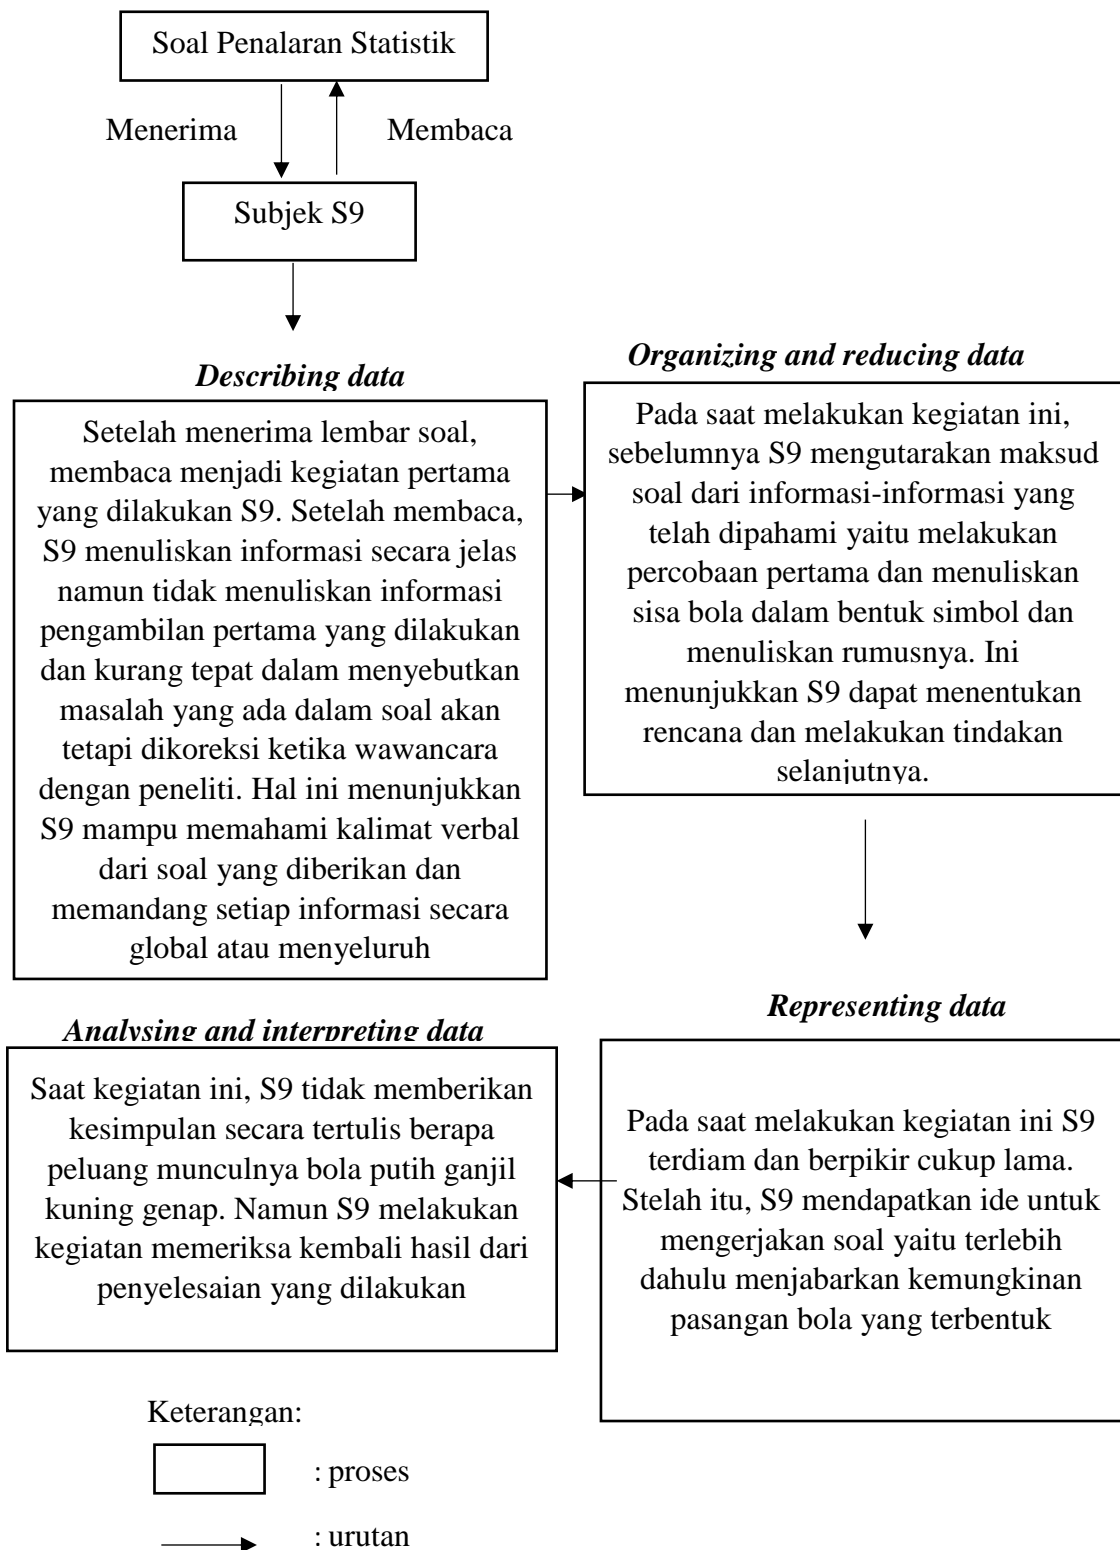 Soal Penalaran Statistik
Menerima
Membaca
Subjek S9
Describing data
Setelah menerima lembar soal,
membaca menjadi kegiatan pertama
yang dilakukan S9. Setelah membaca,
S9 menuliskan informasi secara jelas
namun tidak menuliskan informasi
pengambilan pertama yang dilakukan
dan kurang tepat dalam menyebutkan
masalah yang ada dalam soal akan
tetapi dikoreksi ketika wawancara
dengan peneliti. Hal ini menunjukkan
S9 mampu memahami kalimat verbal
dari soal yang diberikan dan
memandang setiap informasi secara
global atau menyeluruh
Organizing and reducing data
Pada saat melakukan kegiatan ini,
sebelumnya S9 mengutarakan maksud
soal dari informasi-informasi yang
telah dipahami yaitu melakukan
percobaan pertama dan menuliskan
sisa bola dalam bentuk simbol dan
menuliskan rumusnya. Ini
menunjukkan S9 dapat menentukan
rencana dan melakukan tindakan
selanjutnya.
Representing data
Pada saat melakukan kegiatan ini S9
terdiam dan berpikir cukup lama.
Stelah itu, S9 mendapatkan ide untuk
mengerjakan soal yaitu terlebih
dahulu menjabarkan kemungkinan
pasangan bola yang terbentuk
Analysing and interpreting data
Saat kegiatan ini, S9 tidak memberikan
kesimpulan secara tertulis berapa
peluang munculnya bola putih ganjil
kuning genap. Namun S9 melakukan
kegiatan memeriksa kembali hasil dari
penyelesaian yang dilakukan
Keterangan:
: proses
: urutan